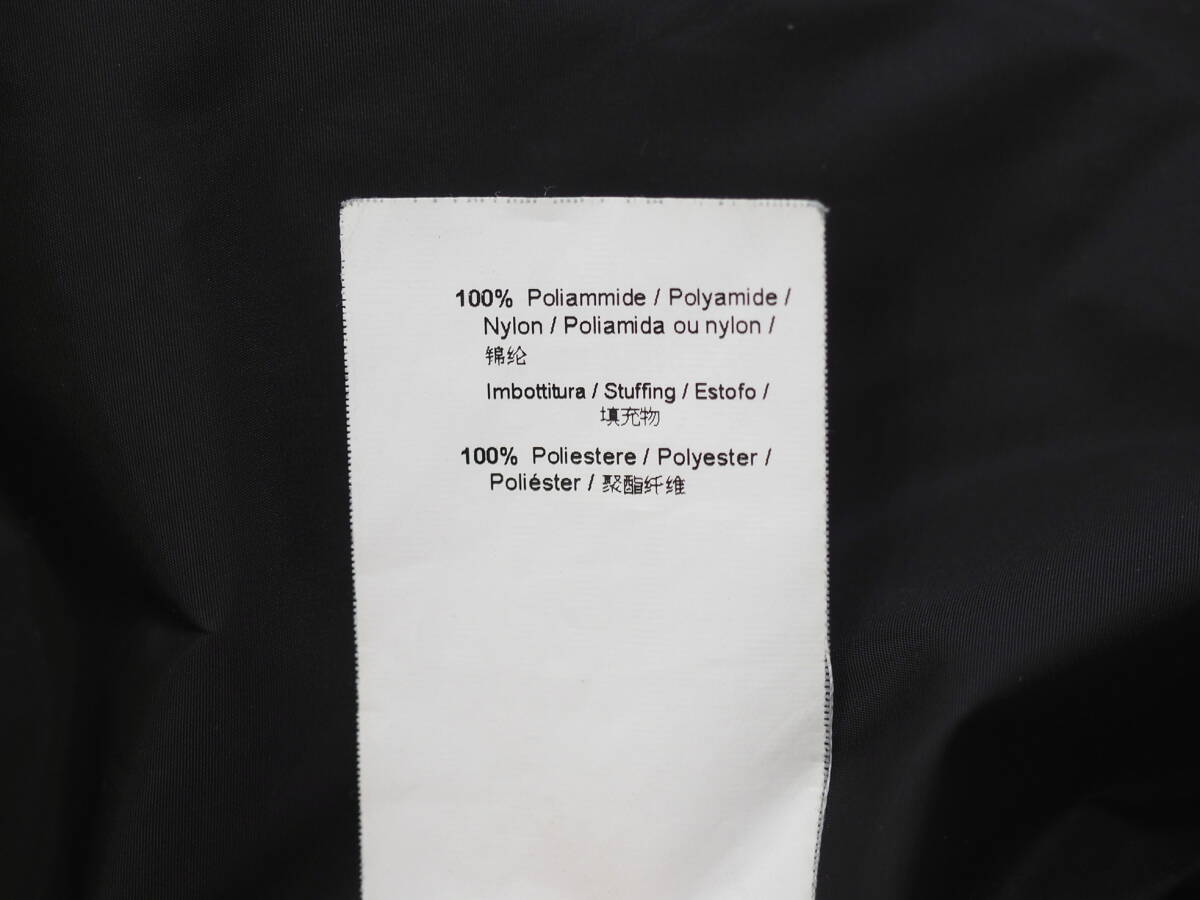 100% Poliammide / Polyamide /
Nylon / Poliamida ou nylon /
锦纶
Imbottitura / Stuffing / Estofo /
填充物
100% Poliestere / Polyester /
Poliéster / 聚酯纤维